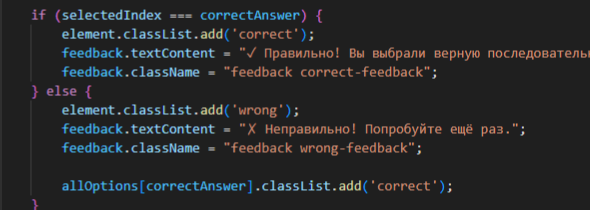 if (selectedIndex === correctAnswer) {
element.classList.add('correct');
feedback.textContent = "✓ Правильно! Вы выбрали верную
feedback.className = "feedback correct-feedback";
} else {
element.classList.add('wrong');
feedback.textContent = "✗ Неправильно! Попробуйте ещё раз.";
feedback.className = "feedback wrong-feedback";
allOptions[correctAnswer].classList.add('correct');
}